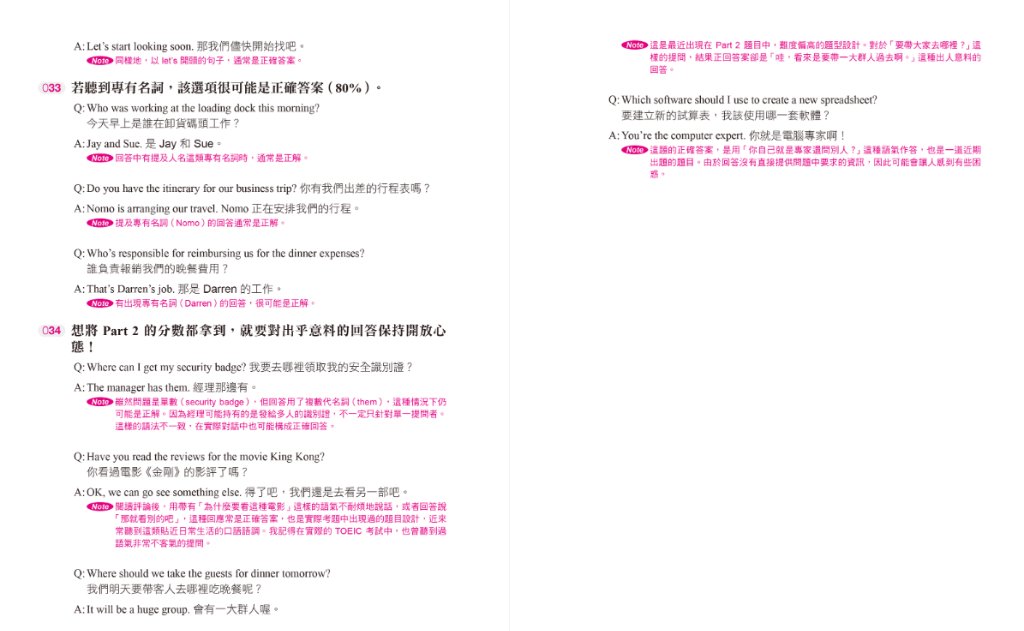 A: Let's start looking soon. 那我們儘快開始找吧。
Note 同樣地，以 let's 開頭的句子，通常是正確答案。
033 若聽到專有名詞，該選項很可能是正確答案（80%）。
Q: Who was working at the loading dock this morning?
今天早上是誰在卸貨碼頭工作？
A: Jay and Sue. 是 Jay 和 Sue。
Note 回答中有提及人名這類專有名詞時，通常是正解。
Q: Do you have the itinerary for our business trip? 你有我們出差的行程表嗎？
A: Nomo is arranging our travel. Nomo 正在安排我們的行程。
Note 提及專有名詞（Nomo）的回答通常是正解。
Q: Who's responsible for reimbursing us for the dinner expenses?
誰負責報銷我們的晚餐費用？
A: That's Darren's job. 那是 Darren 的工作。
Note 有出現專有名詞（Darren）的回答，很可能是正解。
034 想將 Part 2 的分數都拿到，就要對出乎意料的回答保持開放心
態！
Q: Where can I get my security badge? 我要去哪裡領取我的安全識別證？
A: The manager has them. 經理那邊有。
Note 雖然問題是單數（security badge），但回答用了複數代名詞（them），這種情況下仍
可能是正解。因為經理可能持有的是發給多人的識別證，不一定只針對單一提問者。
這樣的語法不一致，在實際對話中也可能構成正確回答。
Q: Have you read the reviews for the movie King Kong?
你看過電影《金剛》的影評了嗎？
A: OK, we can go see something else. 得了吧，我們還是去看另一部吧。
Note 閱讀評論後，用帶有「為什麼要看這種電影」這樣的語氣不耐煩地說話，或者回答說
「那就看別的吧」，這種回應常是正確答案，也是實際考題中出現過的題目設計，近來
常聽到這類貼近日常生活的口語語調。我記得在實際的 TOEIC 考試中，也曾聽到過
語氣非常不客氣的提問。
Q: Where should we take the guests for dinner tomorrow?
我們明天要帶客人去哪裡吃晚餐呢？
A: It will be a huge group. 會有一大群人喔。
Note 這是最近出現在 Part 2 題目中，難度偏高的題型設計。對於「要帶大家去哪裡？」這
樣的提問，結果正回答案卻是「哇，看來是要帶一大群人過去啊。」這種出人意料的
回答。
Q: Which software should I use to create a new spreadsheet?
要建立新的試算表，我該使用哪一套軟體？
A: You're the computer expert. 你就是電腦專家啊！
Note 這題的正確答案，是用「你自己就是專家還問別人？」這種語氣作答，也是一道近期
出題的題目。由於回答沒有直接提供問題中要求的資訊，因此可能會讓人感到有些困
惑。